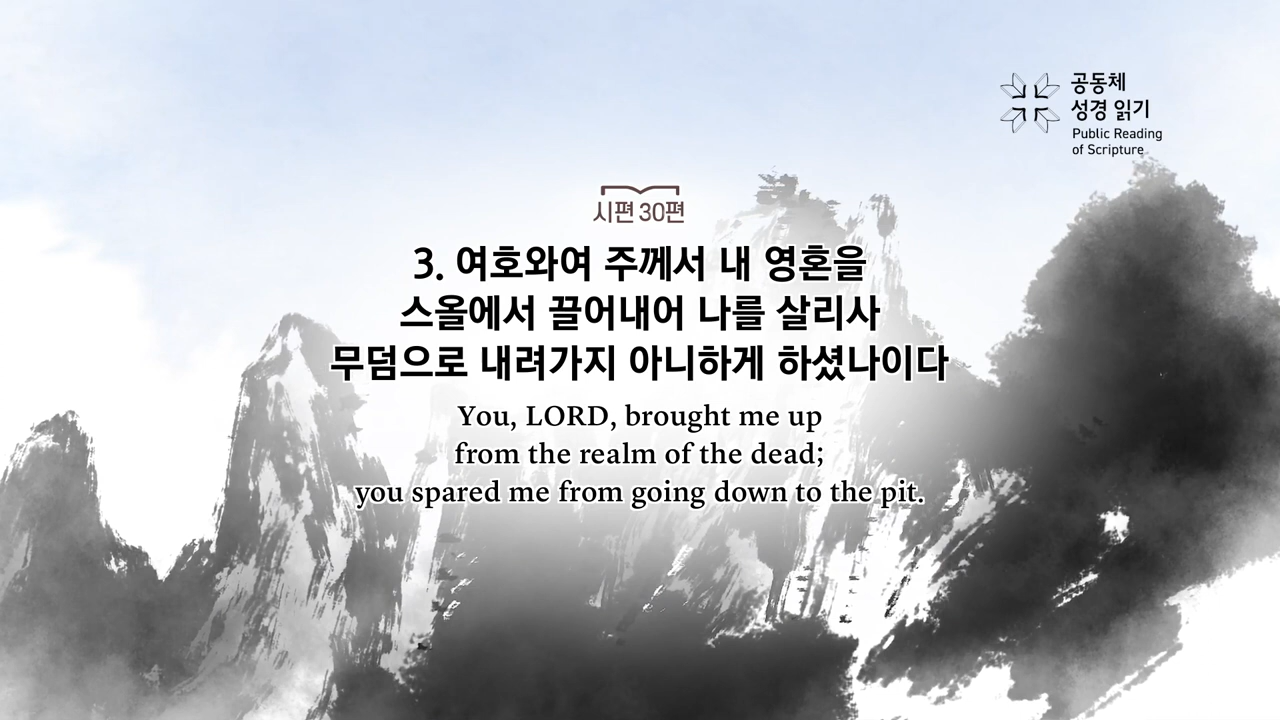 공동체
성경 읽기
Public Reading
of Scripture
시편 30편
3. 여호와여 주께서 내 영혼을
스올에서 끌어내어 나를 살리사
무덤으로 내려가지 아니하게 하셨나이다
You, LORD, brought me up
from the realm of the dead;
you spared me from going down to the pit.